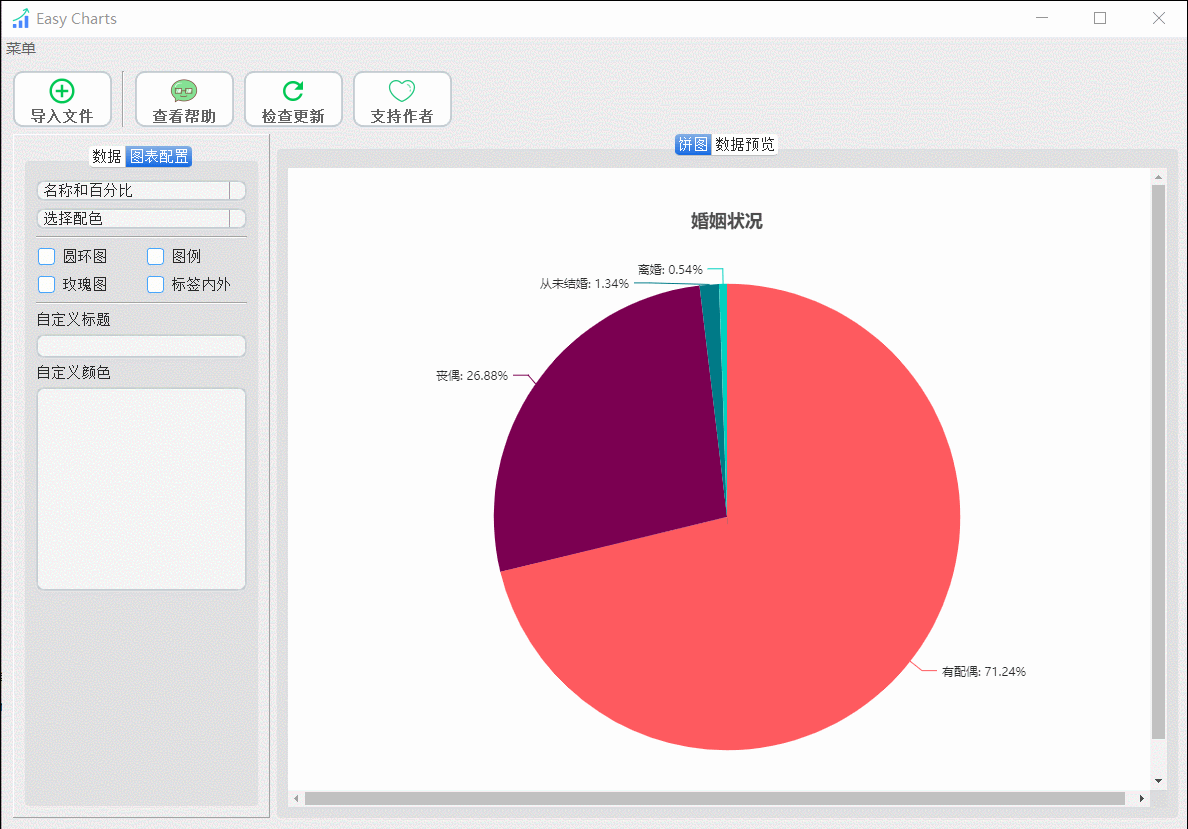 Easy Charts
菜单
导入文件
查看帮助
检查更新
支持作者
数据 图表配置
名称和百分比
选择配色
圆环图 图例
玫瑰图 标签内外
自定义标题
自定义颜色
饼图 数据预览
婚姻状况
离婚: 0.54%
从未结婚: 1.34%
丧偶: 26.88%
有配偶: 71.24%